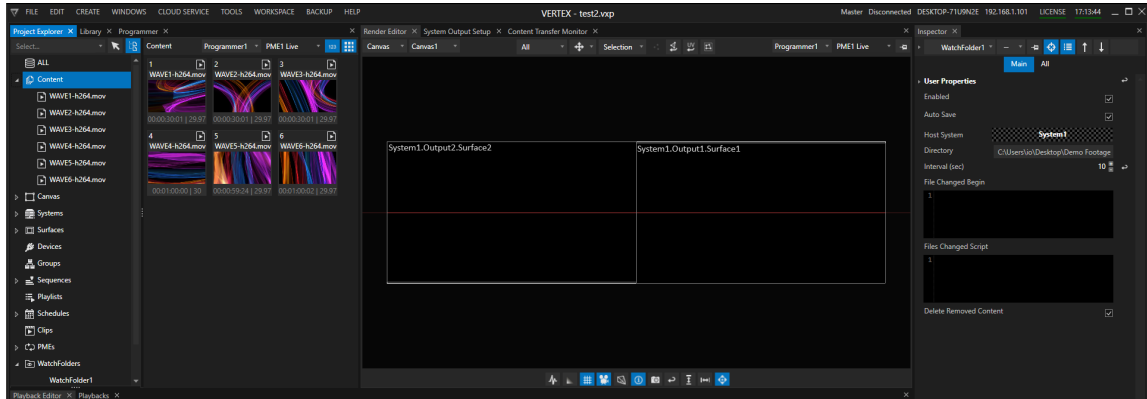 FILE EDIT CREATE WINDOWS CLOUD SERVICE TOOLS WORKSPACE BACKUP HELP
VERTEX - test2.vxp
Master Disconnected DESKTOP-71U9N2E 192.168.1.101 LICENSE 17:13:44
Project Explorer X Library X Programmer X
Select...
Content Programmer1 PME1 Live
ALL
Content
WAVE1-h264.mov
WAVE2-h264.mov
WAVE3-h264.mov
WAVE4-h264.mov
WAVE5-h264.mov
WAVE6-h264.mov
Canvas
Systems
Surfaces
Devices
Groups
Sequences
Playlists
Schedules
Clips
PMEs
WatchFolders
WatchFolder1
1 2 3
WAVE1-h264.mov WAVE2-h264.mov WAVE3-h264.mov
00:00:30:01 | 29.97 00:00:30:01 | 29.97 00:00:30:01 | 29.97
4 5 6
WAVE4-h264.mov WAVE5-h264.mov WAVE6-h264.mov
00:01:00:00 | 30 00:00:59:24 | 29.97 00:01:00:02 | 29.97
Render Editor X System Output Setup X Content Transfer Monitor X
Canvas Canvas1 All Selection Programmer1 PME1 Live
System1.Output2.Surface2 System1.Output1.Surface1
Inspector X
WatchFolder1
Main All
User Properties
Enabled
Auto Save
Host System System1
Directory C:\Users\io\Desktop\Demo Footage
Interval (sec) 10
File Changed Begin
1
Files Changed Script
1
Delete Removed Content
Playback Editor X Playbacks X